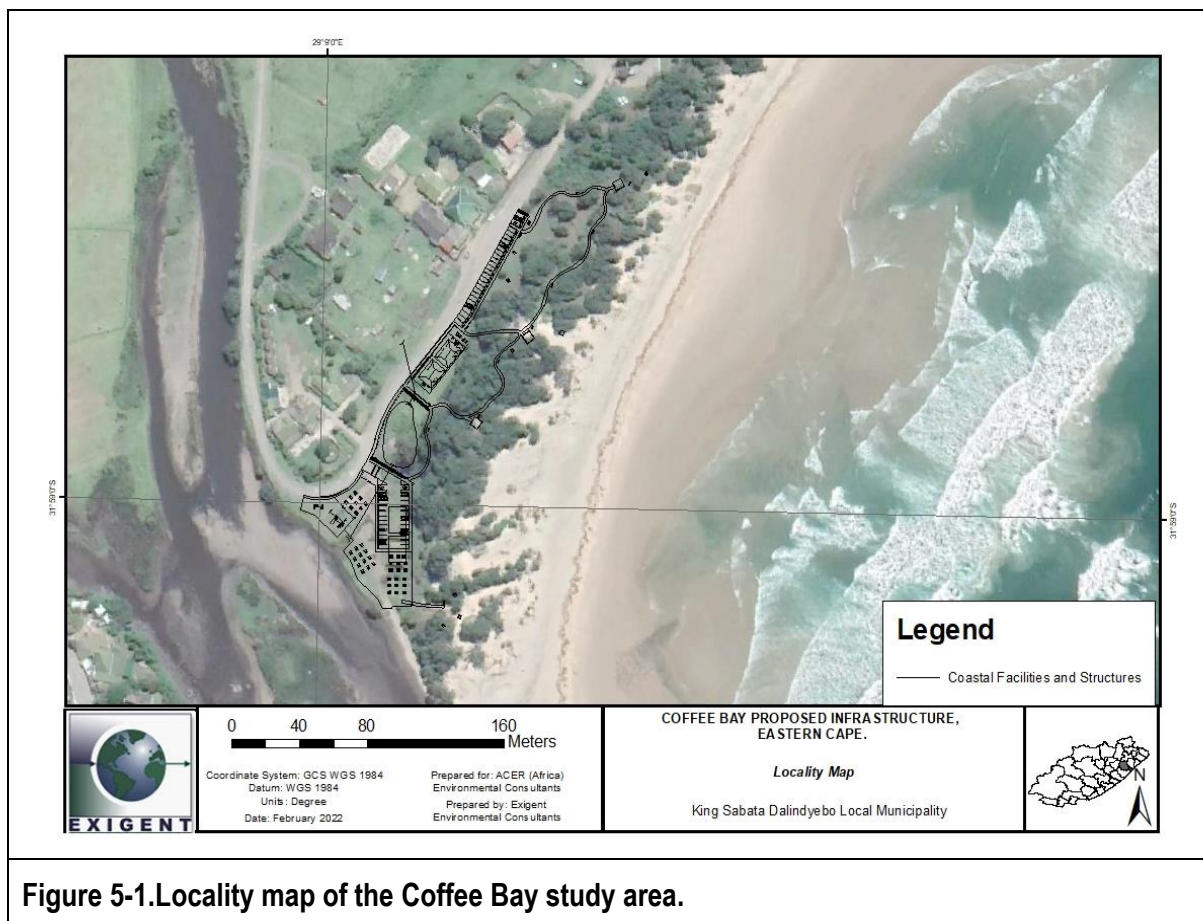 29°9'0"E
31°59'0"S
31°59'0"S
Legend
Coastal Facilities and Structures
EXIGENT
0 40 80 160
Meters
Coordinate System: GCS WGS 1984
Datum: WGS 1984
Units: Degree
Date: February 2022
Prepared for: ACER (Africa)
Environmental Consultants
Prepared by: Exigent
Environmental Consultants
COFFEE BAY PROPOSED INFRASTRUCTURE,
EASTERN CAPE.
Locality Map
King Sabata Dalindyebo Local Municipality
N
Figure 5-1.Locality map of the Coffee Bay study area.